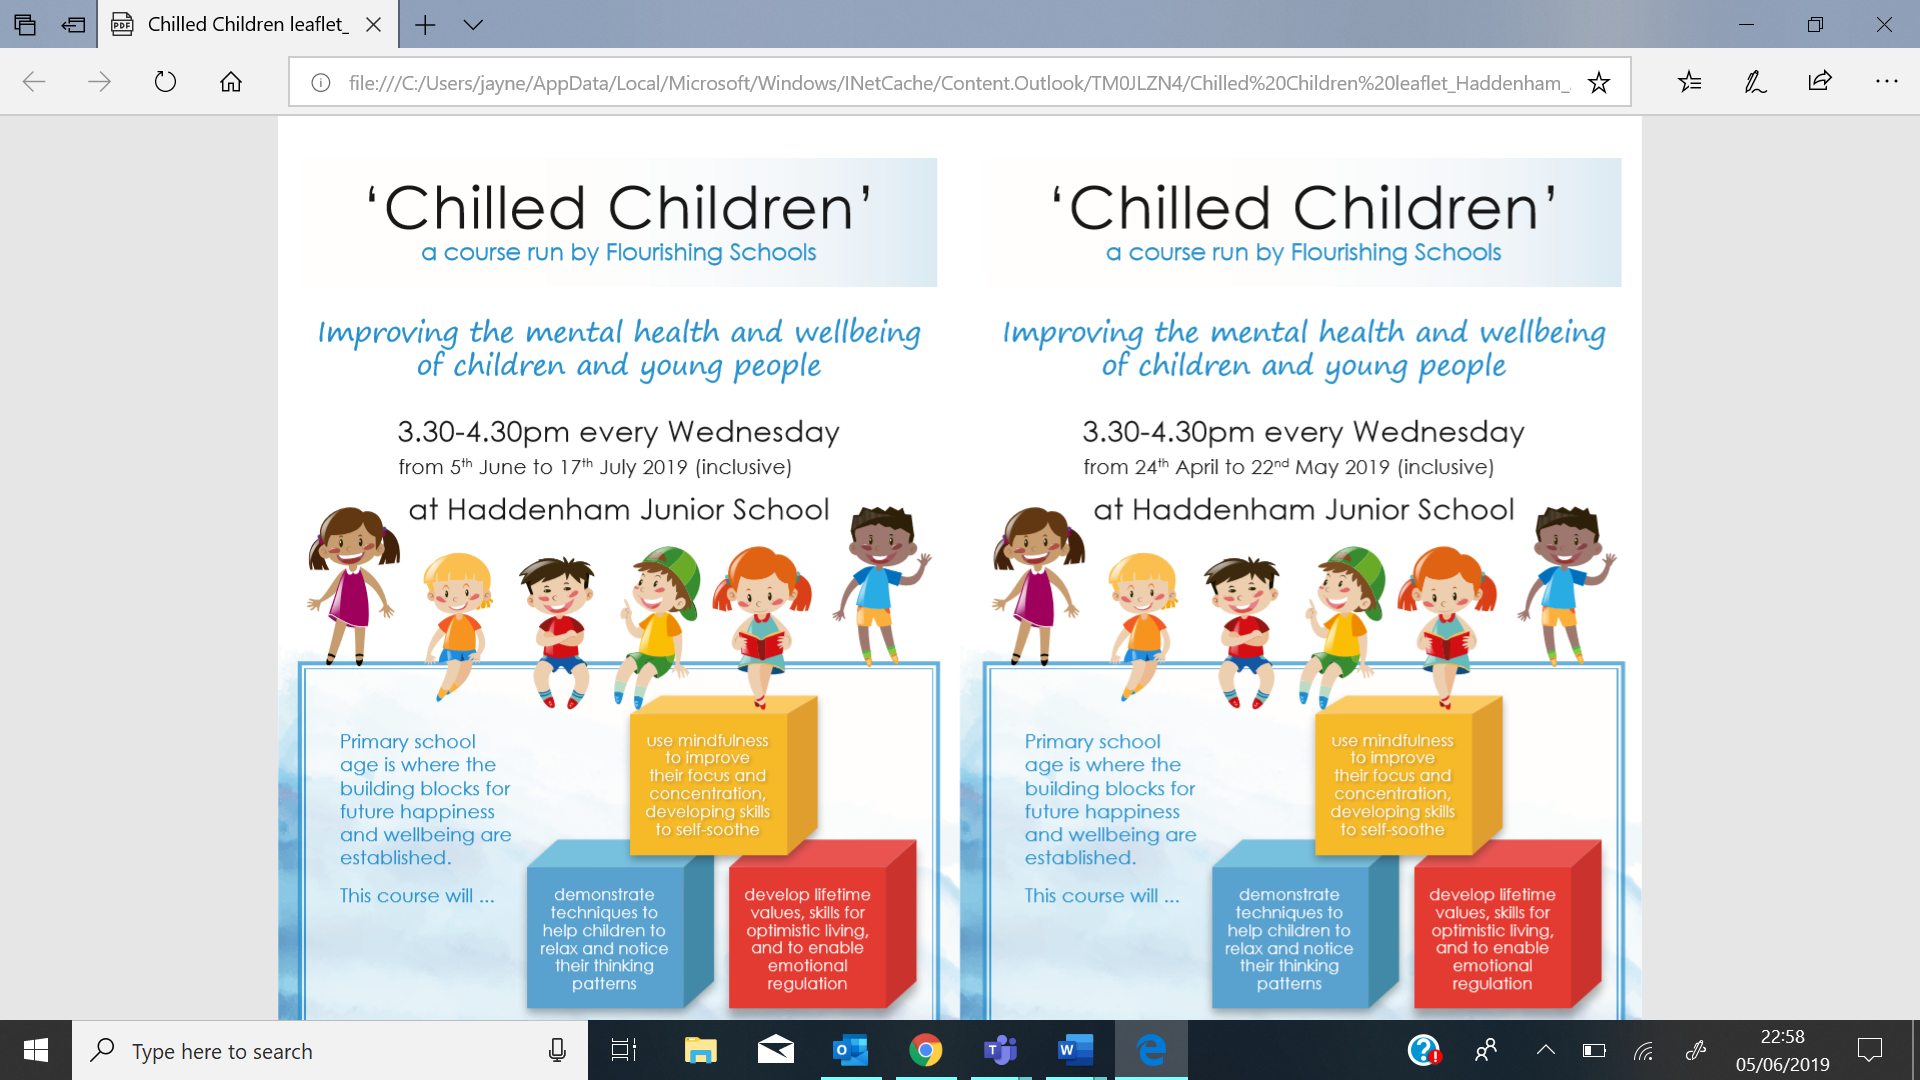 Chilled Children leaflet_
file:///C:/Users/jayne/AppData/Local/Microsoft/Windows/INetCache/Content.Outlook/TM0JLZN4/Chilled%20Children%20leaflet_Haddenham_
‘Chilled Children’
a course run by Flourishing Schools
Improving the mental health and wellbeing
of children and young people
3.30-4.30pm every Wednesday
from 5th June to 17th July 2019 (inclusive)
at Haddenham Junior School
Primary school
age is where the
building blocks for
future happiness
and wellbeing are
established.
This course will ...
use mindfulness
to improve
their focus and
concentration,
developing skills
to self-soothe
demonstrate
techniques to
help children to
relax and notice
their thinking
patterns
develop lifetime
values, skills for
optimistic living,
and to enable
emotional
regulation
‘Chilled Children’
a course run by Flourishing Schools
Improving the mental health and wellbeing
of children and young people
3.30-4.30pm every Wednesday
from 24th April to 22nd May 2019 (inclusive)
at Haddenham Junior School
Primary school
age is where the
building blocks for
future happiness
and wellbeing are
established.
This course will ...
use mindfulness
to improve
their focus and
concentration,
developing skills
to self-soothe
demonstrate
techniques to
help children to
relax and notice
their thinking
patterns
develop lifetime
values, skills for
optimistic living,
and to enable
emotional
regulation
Type here to search
22:58
05/06/2019